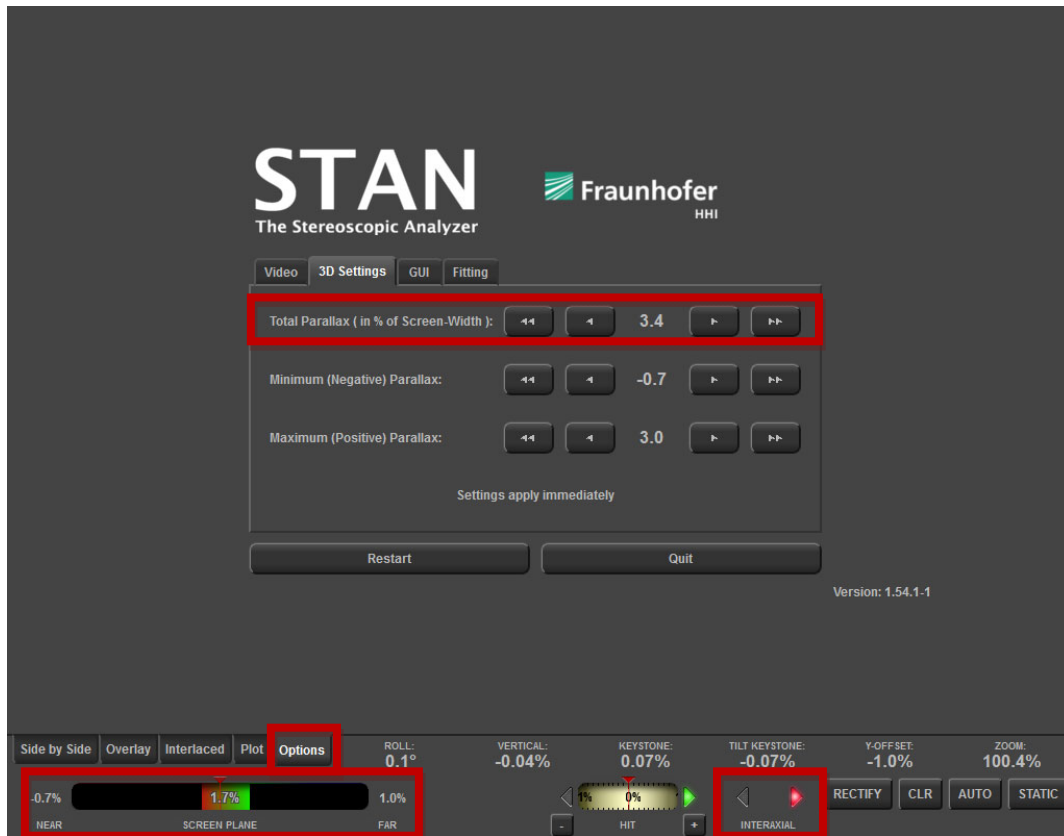 STAN
The Stereoscopic Analyzer
Fraunhofer
HHI
Video 3D Settings GUI Fitting
Total Parallax ( in % of Screen-Width ): 3.4
Minimum (Negative) Parallax: -0.7
Maximum (Positive) Parallax: 3.0
Settings apply immediately
Restart Quit
Version: 1.54.1-1
Side by Side Overlay Interlaced Plot Options
ROLL: VERTICAL: KEYSTONE: TILT KEYSTONE: Y-OFFSET: ZOOM:
0.1° -0.04% 0.07% -0.07% -1.0% 100.4%
-0.7% 1.7% 1.0% 1% 0% RECTIFY CLR AUTO STATIC
NEAR SCREEN PLANE FAR - HIT + INTERAXIAL